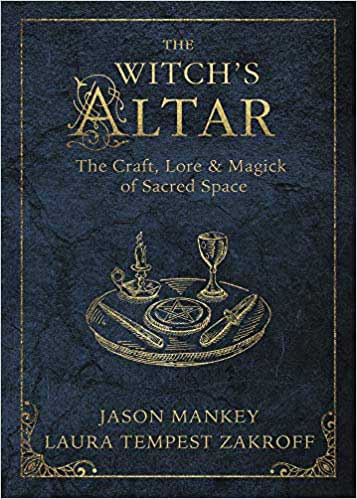 THE
WITCH'S
ALTAR
The Craft, Lore & Magick
of Sacred Space
JASON MANKEY
LAURA TEMPEST ZAKROFF